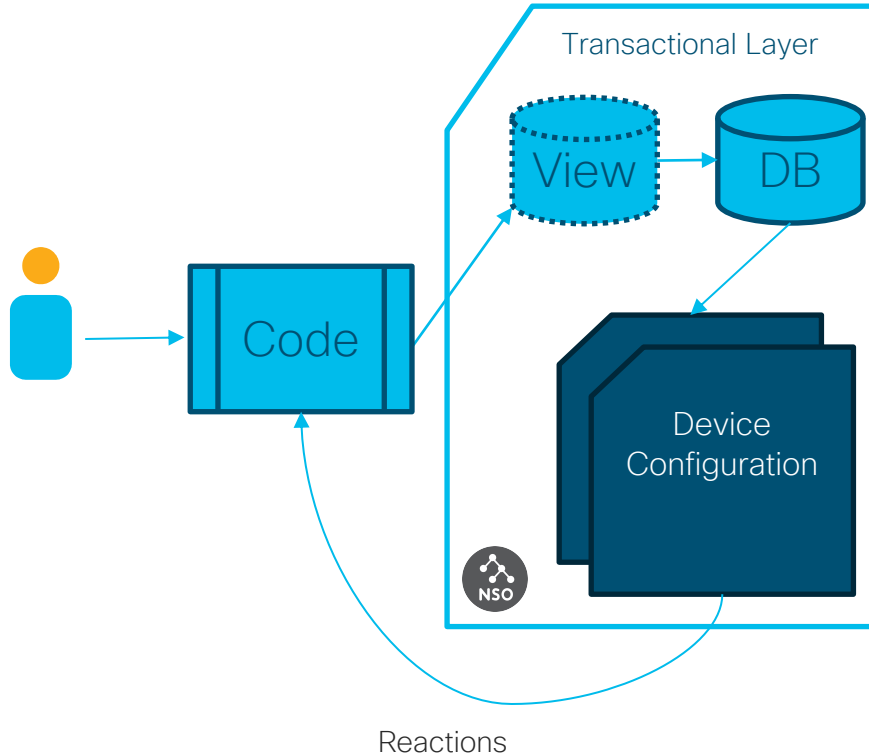 Transactional Layer
View
DB
Code
Device
Configuration
NSO
Reactions